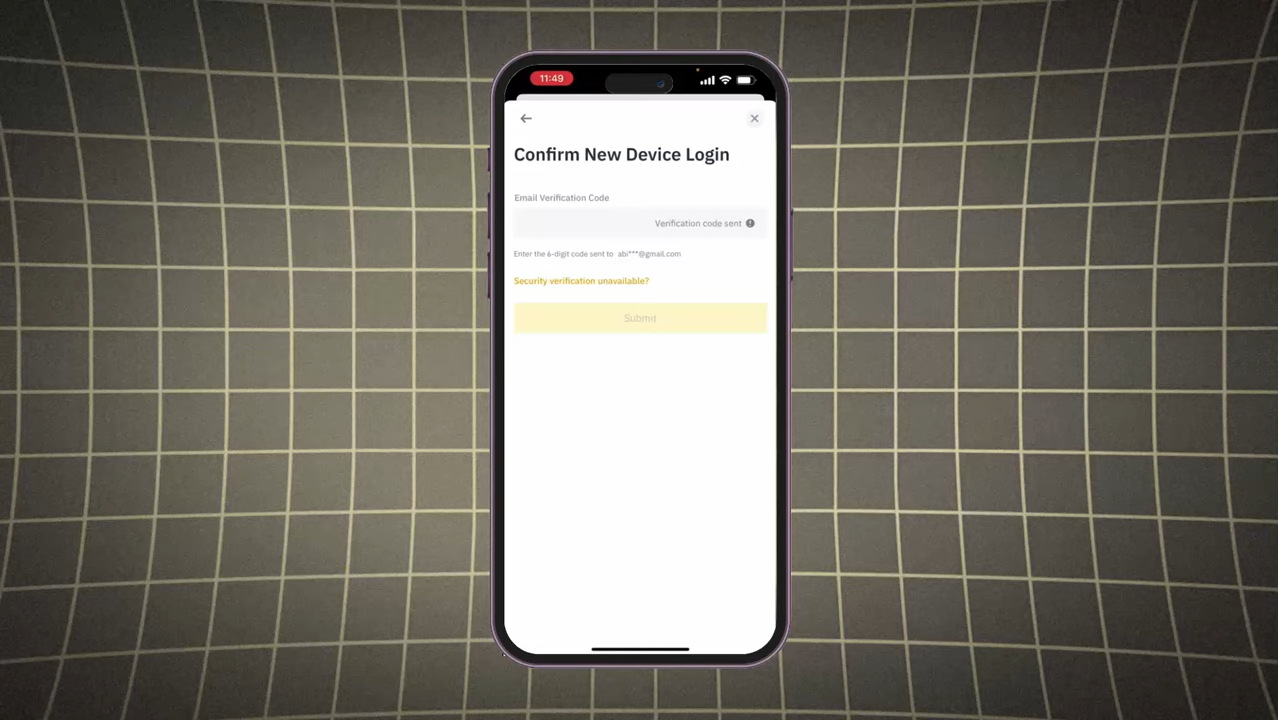 11:49
Confirm New Device Login
Email Verification Code
Verification code sent
Enter the 6-digit code sent to abi***@gmail.com
Security verification unavailable?
Submit